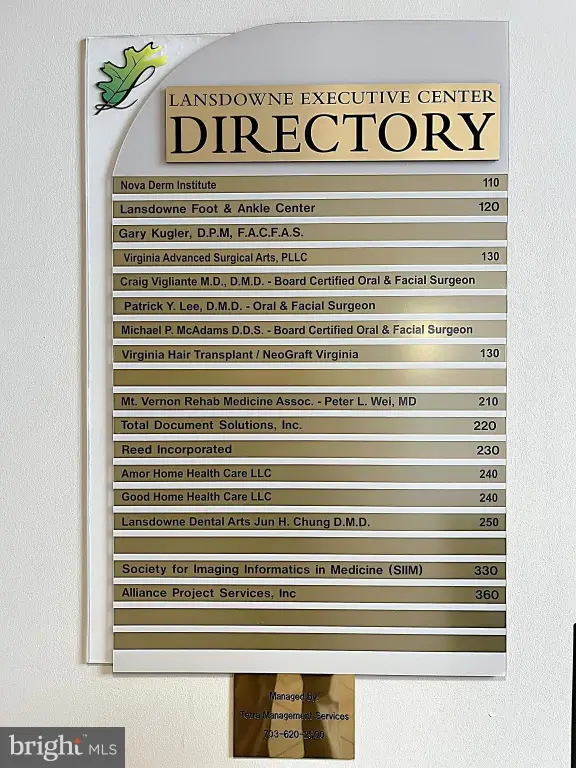 LANSDOWNE EXECUTIVE CENTER
DIRECTORY
Nova Derm Institute 110
Lansdowne Foot & Ankle Center 120
Gary Kugler, D.P.M, F.A.C.F.A.S.
Virginia Advanced Surgical Arts, PLLC 130
Craig Vigliante M.D., D.M.D. - Board Certified Oral & Facial Surgeon
Patrick Y. Lee, D.M.D. - Oral & Facial Surgeon
Michael P. McAdams D.D.S. - Board Certified Oral & Facial Surgeon
Virginia Hair Transplant / NeoGraft Virginia 130
Mt. Vernon Rehab Medicine Assoc. - Peter L. Wei, MD 210
Total Document Solutions, Inc. 220
Reed Incorporated 230
Amor Home Health Care LLC 240
Good Home Health Care LLC 240
Lansdowne Dental Arts Jun H. Chung D.M.D. 250
Society for Imaging Informatics in Medicine (SIIM) 330
Alliance Project Services, Inc 360
Managed by
Tetra Management Services
bright MLS